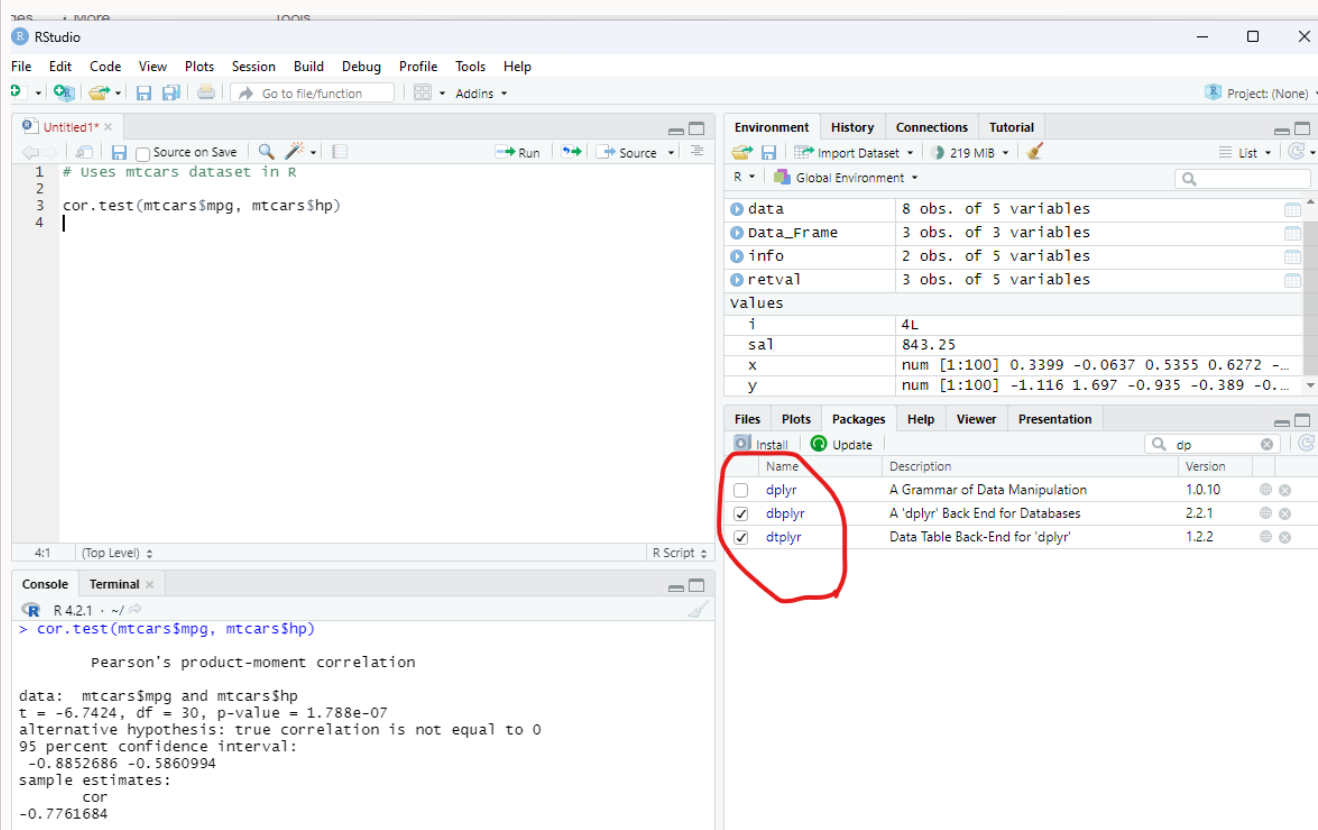 More Tools
RStudio
File Edit Code View Plots Session Build Debug Profile Tools Help
Go to file/function Addins Project: (None)
Untitled1*
Source on Save Run Source
1 # Uses mtcars dataset in R
2
3 cor.test(mtcars$mpg, mtcars$hp)
4
4:1 (Top Level) R Script
Console Terminal
R 4.2.1 · ~/
> cor.test(mtcars$mpg, mtcars$hp)
Pearson's product-moment correlation
data: mtcars$mpg and mtcars$hp
t = -6.7424, df = 30, p-value = 1.788e-07
alternative hypothesis: true correlation is not equal to 0
95 percent confidence interval:
-0.8852686 -0.5860994
sample estimates:
cor
-0.7761684
Environment History Connections Tutorial
Import Dataset 219 MiB List
R Global Environment
data 8 obs. of 5 variables
Data_Frame 3 obs. of 3 variables
info 2 obs. of 5 variables
retval 3 obs. of 5 variables
Values
i 4L
sal 843.25
x num [1:100] 0.3399 -0.0637 0.5355 0.6272 -…
y num [1:100] -1.116 1.697 -0.935 -0.389 -0.…
Files Plots Packages Help Viewer Presentation
Install Update dp
Name Description Version
dplyr A Grammar of Data Manipulation 1.0.10
dbplyr A 'dplyr' Back End for Databases 2.2.1
dtplyr Data Table Back-End for 'dplyr' 1.2.2